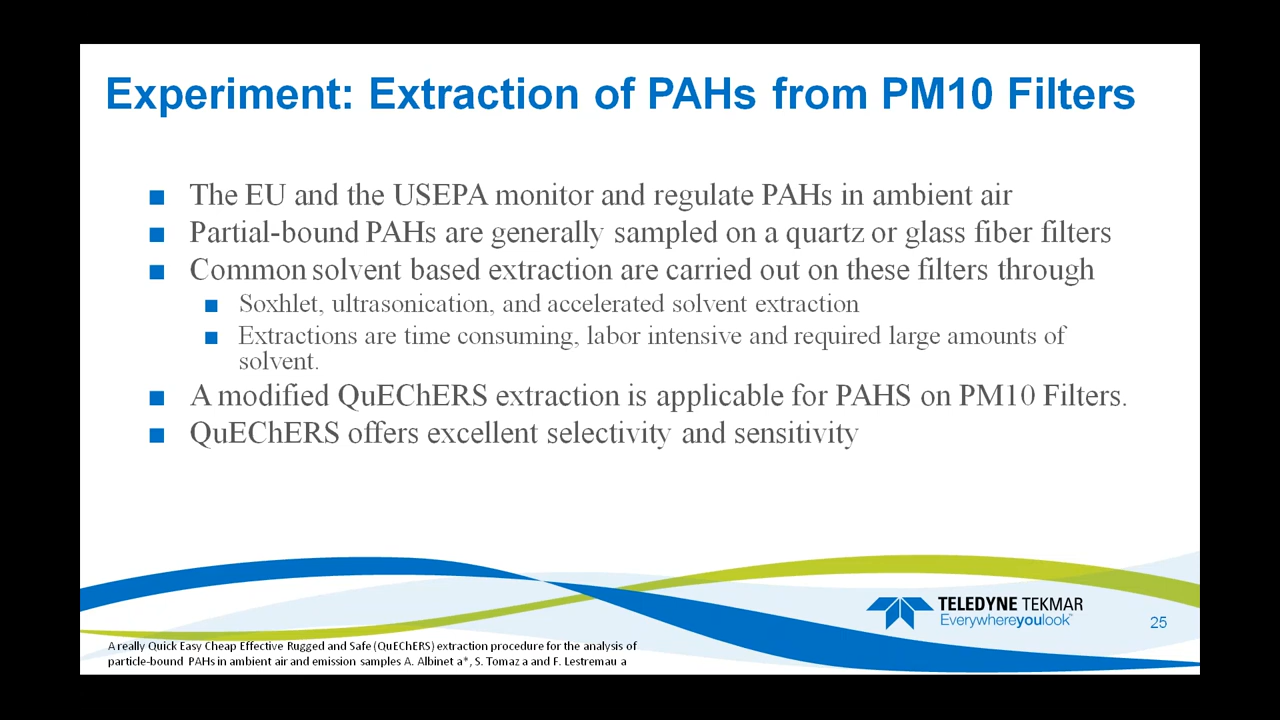 Experiment: Extraction of PAHs from PM10 Filters
The EU and the USEPA monitor and regulate PAHs in ambient air
Partial-bound PAHs are generally sampled on a quartz or glass fiber filters
Common solvent based extraction are carried out on these filters through
Soxhlet, ultrasonication, and accelerated solvent extraction
Extractions are time consuming, labor intensive and required large amounts of
solvent.
A modified QuEChERS extraction is applicable for PAHS on PM10 Filters.
QuEChERS offers excellent selectivity and sensitivity
TELEDYNE TEKMAR
Everywhereyoulook™
25
A really Quick Easy Cheap Effective Rugged and Safe (QuEChERS) extraction procedure for the analysis of
particle-bound PAHs in ambient air and emission samples A. Albinet a*, S. Tomaz a and F. Lestremau a